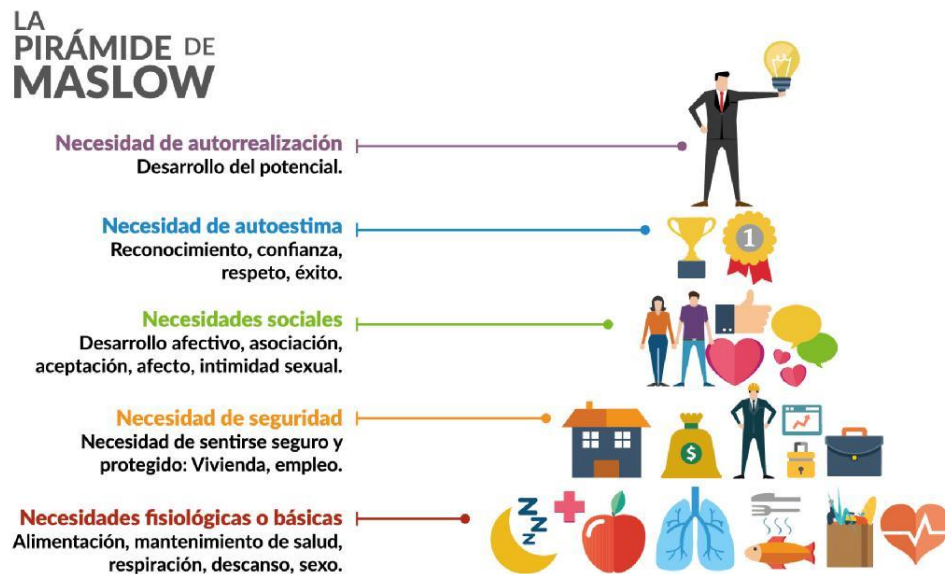 LA
PIRÁMIDE DE
MASLOW
Necesidad de autorrealización
Desarrollo del potencial.
Necesidad de autoestima
Reconocimiento, confianza,
respeto, éxito.
1
Necesidades sociales
Desarrollo afectivo, asociación,
aceptación, afecto, intimidad sexual.
Necesidad de seguridad
Necesidad de sentirse seguro y
protegido: Vivienda, empleo.
$
Necesidades fisiológicas o básicas
Alimentación, mantenimiento de salud,
respiración, descanso, sexo.
ZZZ